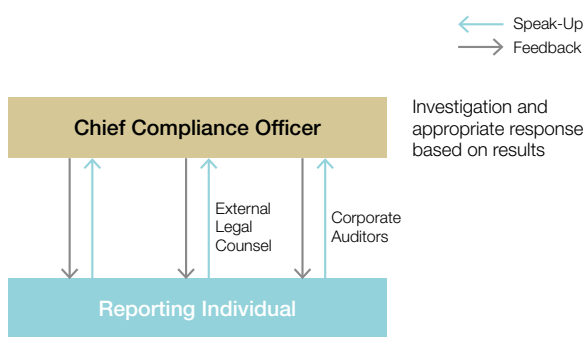 Speak-Up
Feedback
Chief Compliance Officer
Investigation and
appropriate response
based on results
External
Legal
Counsel
Corporate
Auditors
Reporting Individual